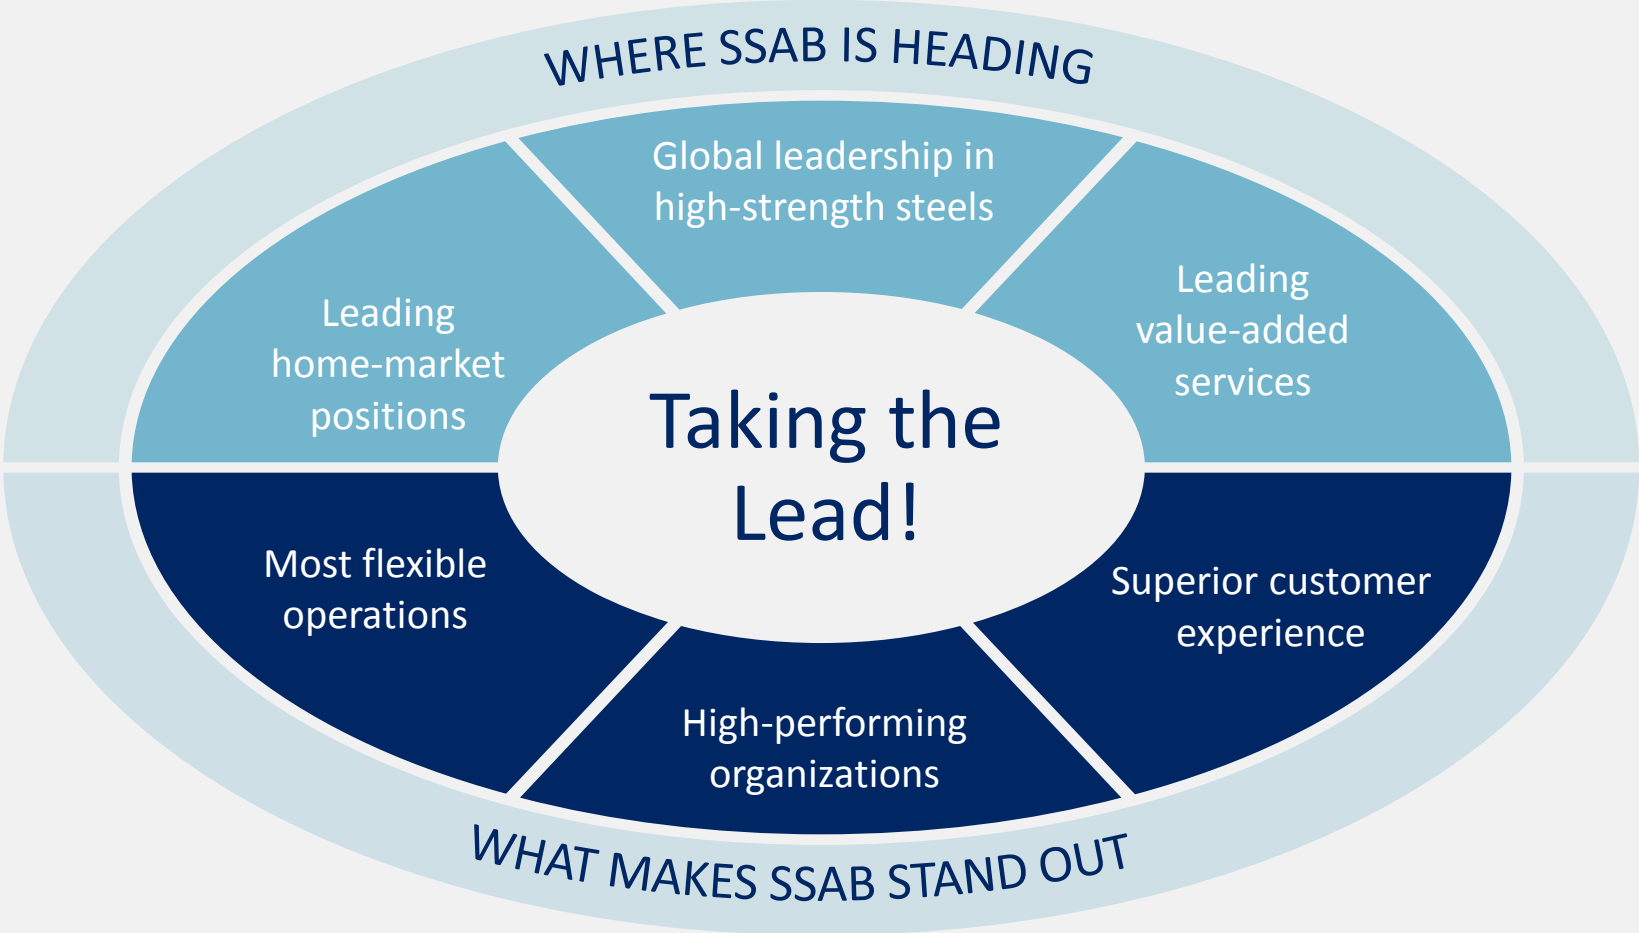 WHERE SSAB IS HEADING
Global leadership in
high-strength steels
Leading
home-market
positions
Leading
value-added
services
Taking the
Lead!
Most flexible
operations
Superior customer
experience
High-performing
organizations
WHAT MAKES SSAB STAND OUT